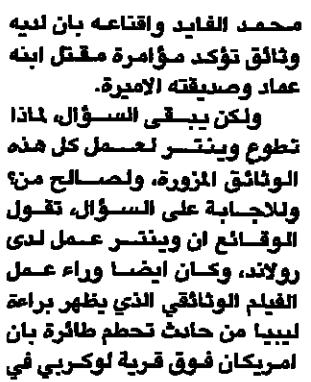 محمد الفايد واقناعه بان لديه
وثائق تؤكد مؤامرة مقتل ابنه
عماد وصديقته الاميرة.
ولكن يبقى السؤال، لماذا
تطوع وينتر لعمل كل هذه
الوثائق المزورة، ولصالح من؟
وللاجابة على السؤال، تقول
الوقائع ان وينتر عمل لدى
رولاند، وكان ايضا وراء عمل
الفيلم الوثائقي الذي يظهر براءة
ليبيا من حادث تحطم طائرة بان
امريكان فوق قرية لوكربي في